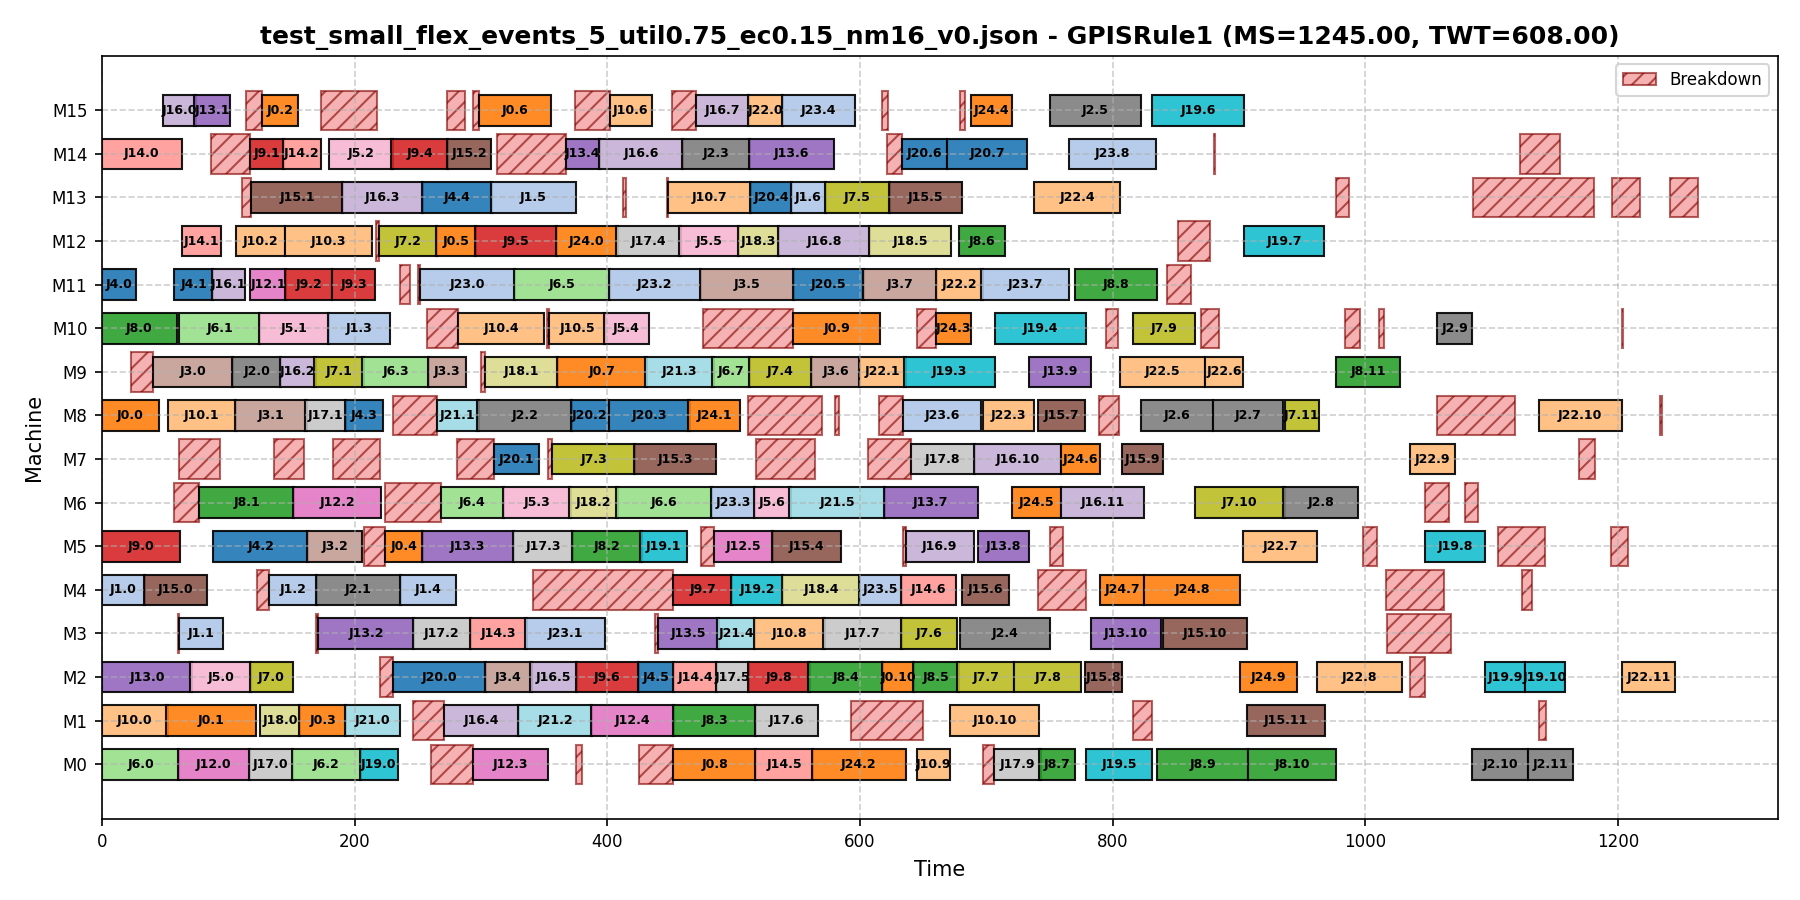 test_small_flex_events_5_util0.75_ec0.15_nm16_v0.json - GPISRule1 (MS=1245.00, TWT=608.00)
Breakdown
M15 J16.0 J13.1 J0.2 J0.6 J10.6 J16.7 J22.0 J23.4 J24.4 J2.5 J19.6
M14 J14.0 J9.1 J14.2 J5.2 J9.4 J15.2 J13.4 J16.6 J2.3 J13.6 J20.6 J20.7 J23.8
M13 J15.1 J16.3 J4.4 J1.5 J10.7 J20.4 J1.6 J7.5 J15.5 J22.4
M12 J14.1 J10.2 J10.3 J7.2 J0.5 J9.5 J24.0 J17.4 J5.5 J18.3 J16.8 J18.5 J8.6 J19.7
M11 J4.0 J4.1 J16.1 J12.1 J9.2 J9.3 J23.0 J6.5 J23.2 J3.5 J20.5 J3.7 J22.2 J23.7 J8.8
M10 J8.0 J6.1 J5.1 J1.3 J10.4 J10.5 J5.4 J0.9 J24.3 J19.4 J7.9 J2.9
M9 J3.0 J2.0 J16.2 J7.1 J6.3 J3.3 J18.1 J0.7 J21.3 J6.7 J7.4 J3.6 J22.1 J19.3 J13.9 J22.5 J22.6 J8.11
M8 J0.0 J10.1 J3.1 J17.1 J4.3 J21.1 J2.2 J20.2 J20.3 J24.1 J23.6 J22.3 J15.7 J2.6 J2.7 J7.11 J22.10
M7 J20.1 J7.3 J15.3 J17.8 J16.10 J24.6 J15.9 J22.9
M6 J8.1 J12.2 J6.4 J5.3 J18.2 J6.6 J23.3 J5.6 J21.5 J13.7 J24.5 J16.11 J7.10 J2.8
M5 J9.0 J4.2 J3.2 J0.4 J13.3 J17.3 J8.2 J19.1 J12.5 J15.4 J16.9 J13.8 J22.7 J19.8
M4 J1.0 J15.0 J1.2 J2.1 J1.4 J9.7 J19.2 J18.4 J23.5 J14.6 J15.6 J24.7 J24.8
M3 J1.1 J13.2 J17.2 J14.3 J23.1 J13.5 J21.4 J10.8 J17.7 J7.6 J2.4 J13.10 J15.10
M2 J13.0 J5.0 J7.0 J20.0 J3.4 J16.5 J9.6 J4.5 J14.4 J17.5 J9.8 J8.4 J0.10 J8.5 J7.7 J7.8 J15.8 J24.9 J22.8 J19.9 J19.10 J22.11
M1 J10.0 J0.1 J18.0 J0.3 J21.0 J16.4 J21.2 J12.4 J8.3 J17.6 J10.10 J15.11
M0 J6.0 J12.0 J17.0 J6.2 J19.0 J12.3 J0.8 J14.5 J24.2 J10.9 J17.9 J8.7 J19.5 J8.9 J8.10 J2.10 J2.11
Machine
0 200 400 600 800 1000 1200
Time